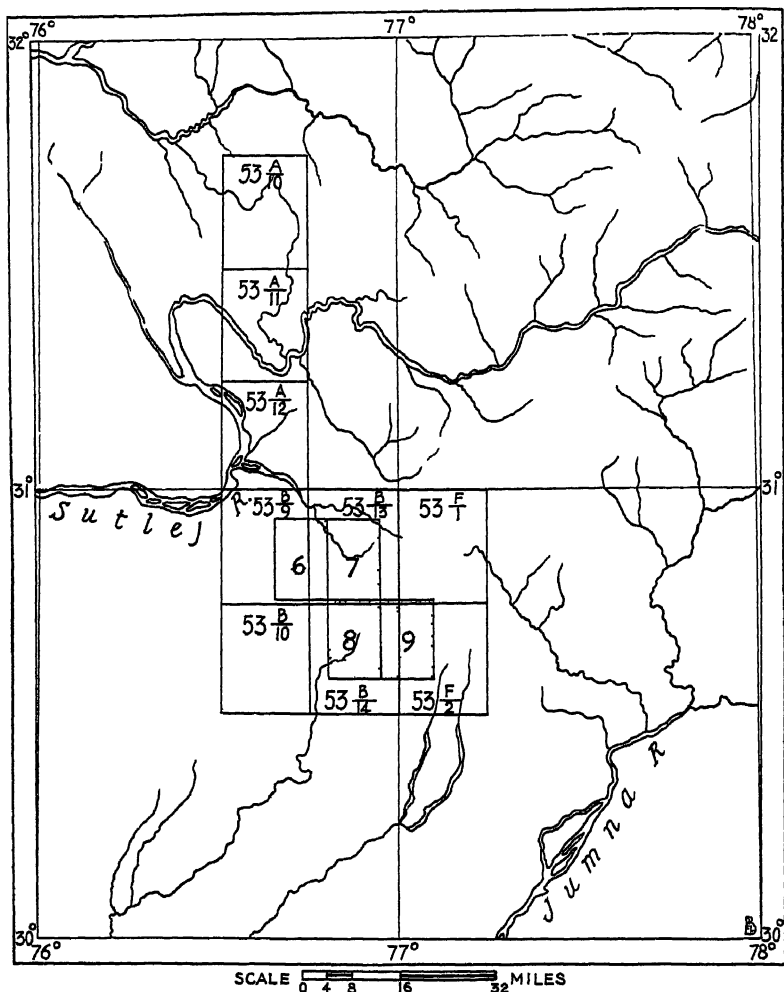 76° 77° 78°
32° 32
53 A/10
53 A/11
53 A/12
31° 31°
Sutlej R.
53 B/9 53 B/13 53 F/1
6 7
53 B/10
8 9
53 B/14 53 F/2
Jumna R
30° 30°
76° 77° 78°
SCALE 0 4 8 16 32 MILES